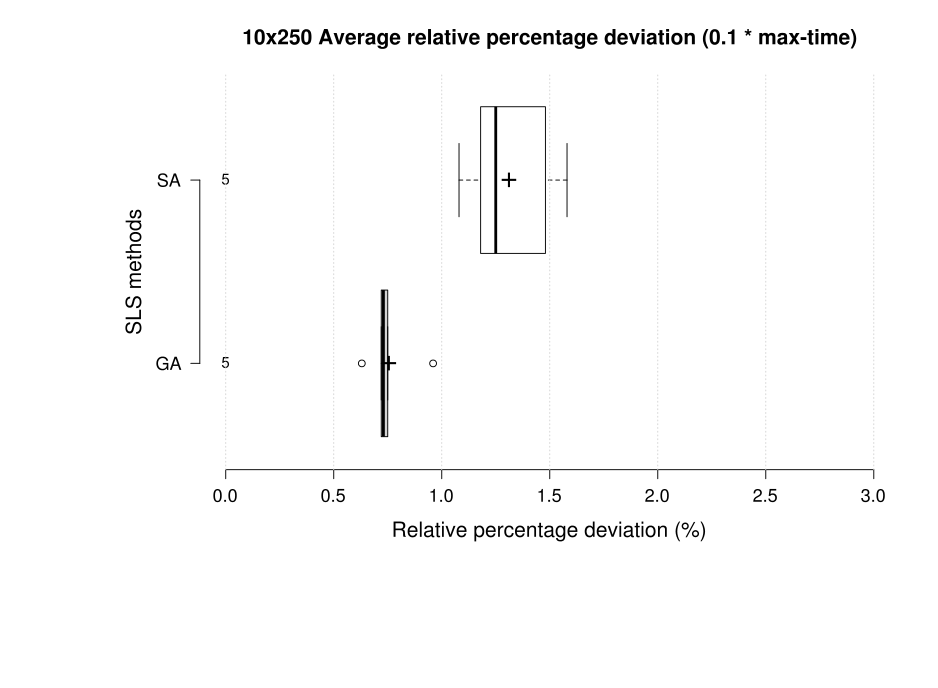 10x250 Average relative percentage deviation (0.1 * max-time)
SA
5
SLS methods
GA
5
0.0 0.5 1.0 1.5 2.0 2.5 3.0
Relative percentage deviation (%)